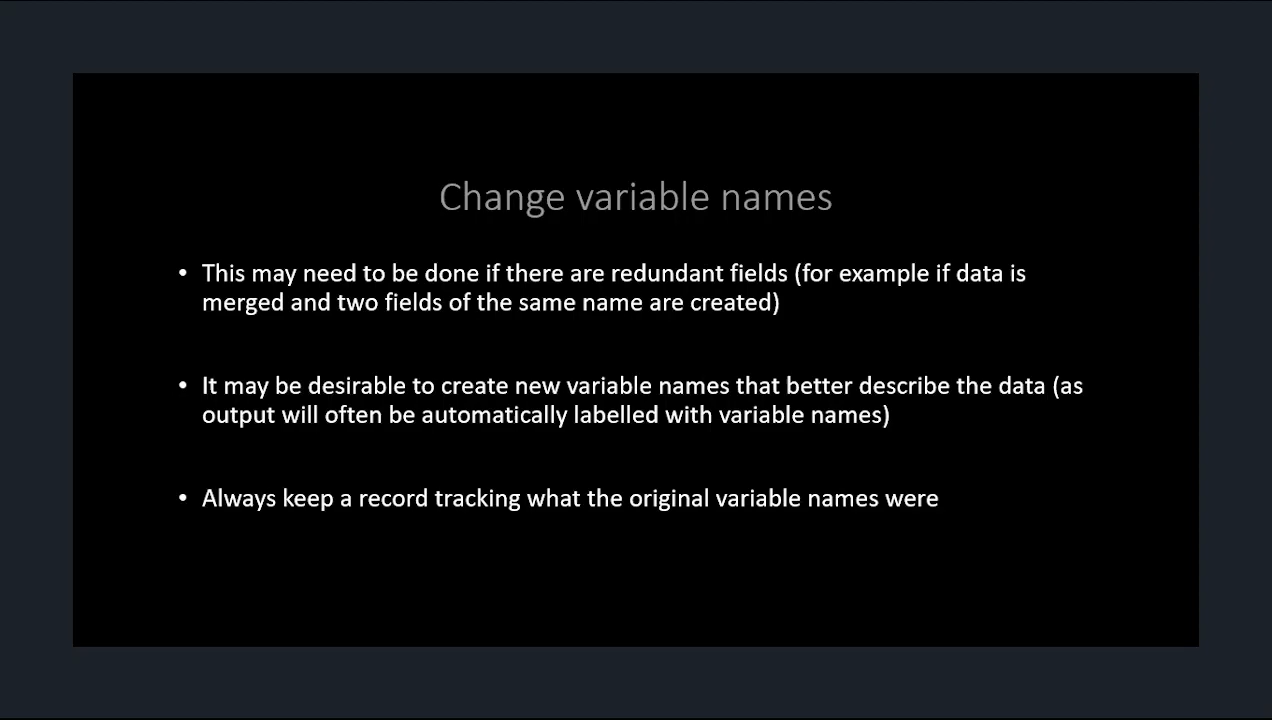 Change variable names
• This may need to be done if there are redundant fields (for example if data is
merged and two fields of the same name are created)
• It may be desirable to create new variable names that better describe the data (as
output will often be automatically labelled with variable names)
• Always keep a record tracking what the original variable names were